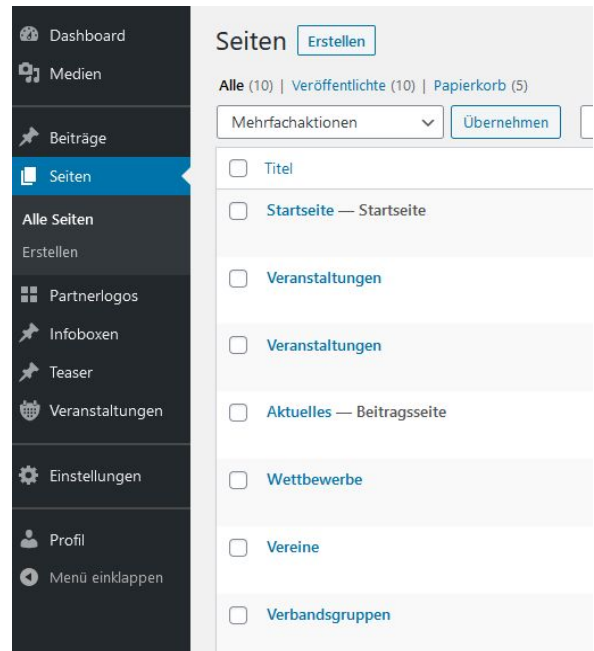 Dashboard
Medien
Beiträge
Seiten
Alle Seiten
Erstellen
Partnerlogos
Infoboxen
Teaser
Veranstaltungen
Einstellungen
Profil
Menü einklappen
Seiten Erstellen
Alle (10) | Veröffentlichte (10) | Papierkorb (5)
Mehrfachaktionen Übernehmen
Titel
Startseite — Startseite
Veranstaltungen
Veranstaltungen
Aktuelles — Beitragsseite
Wettbewerbe
Vereine
Verbandsgruppen